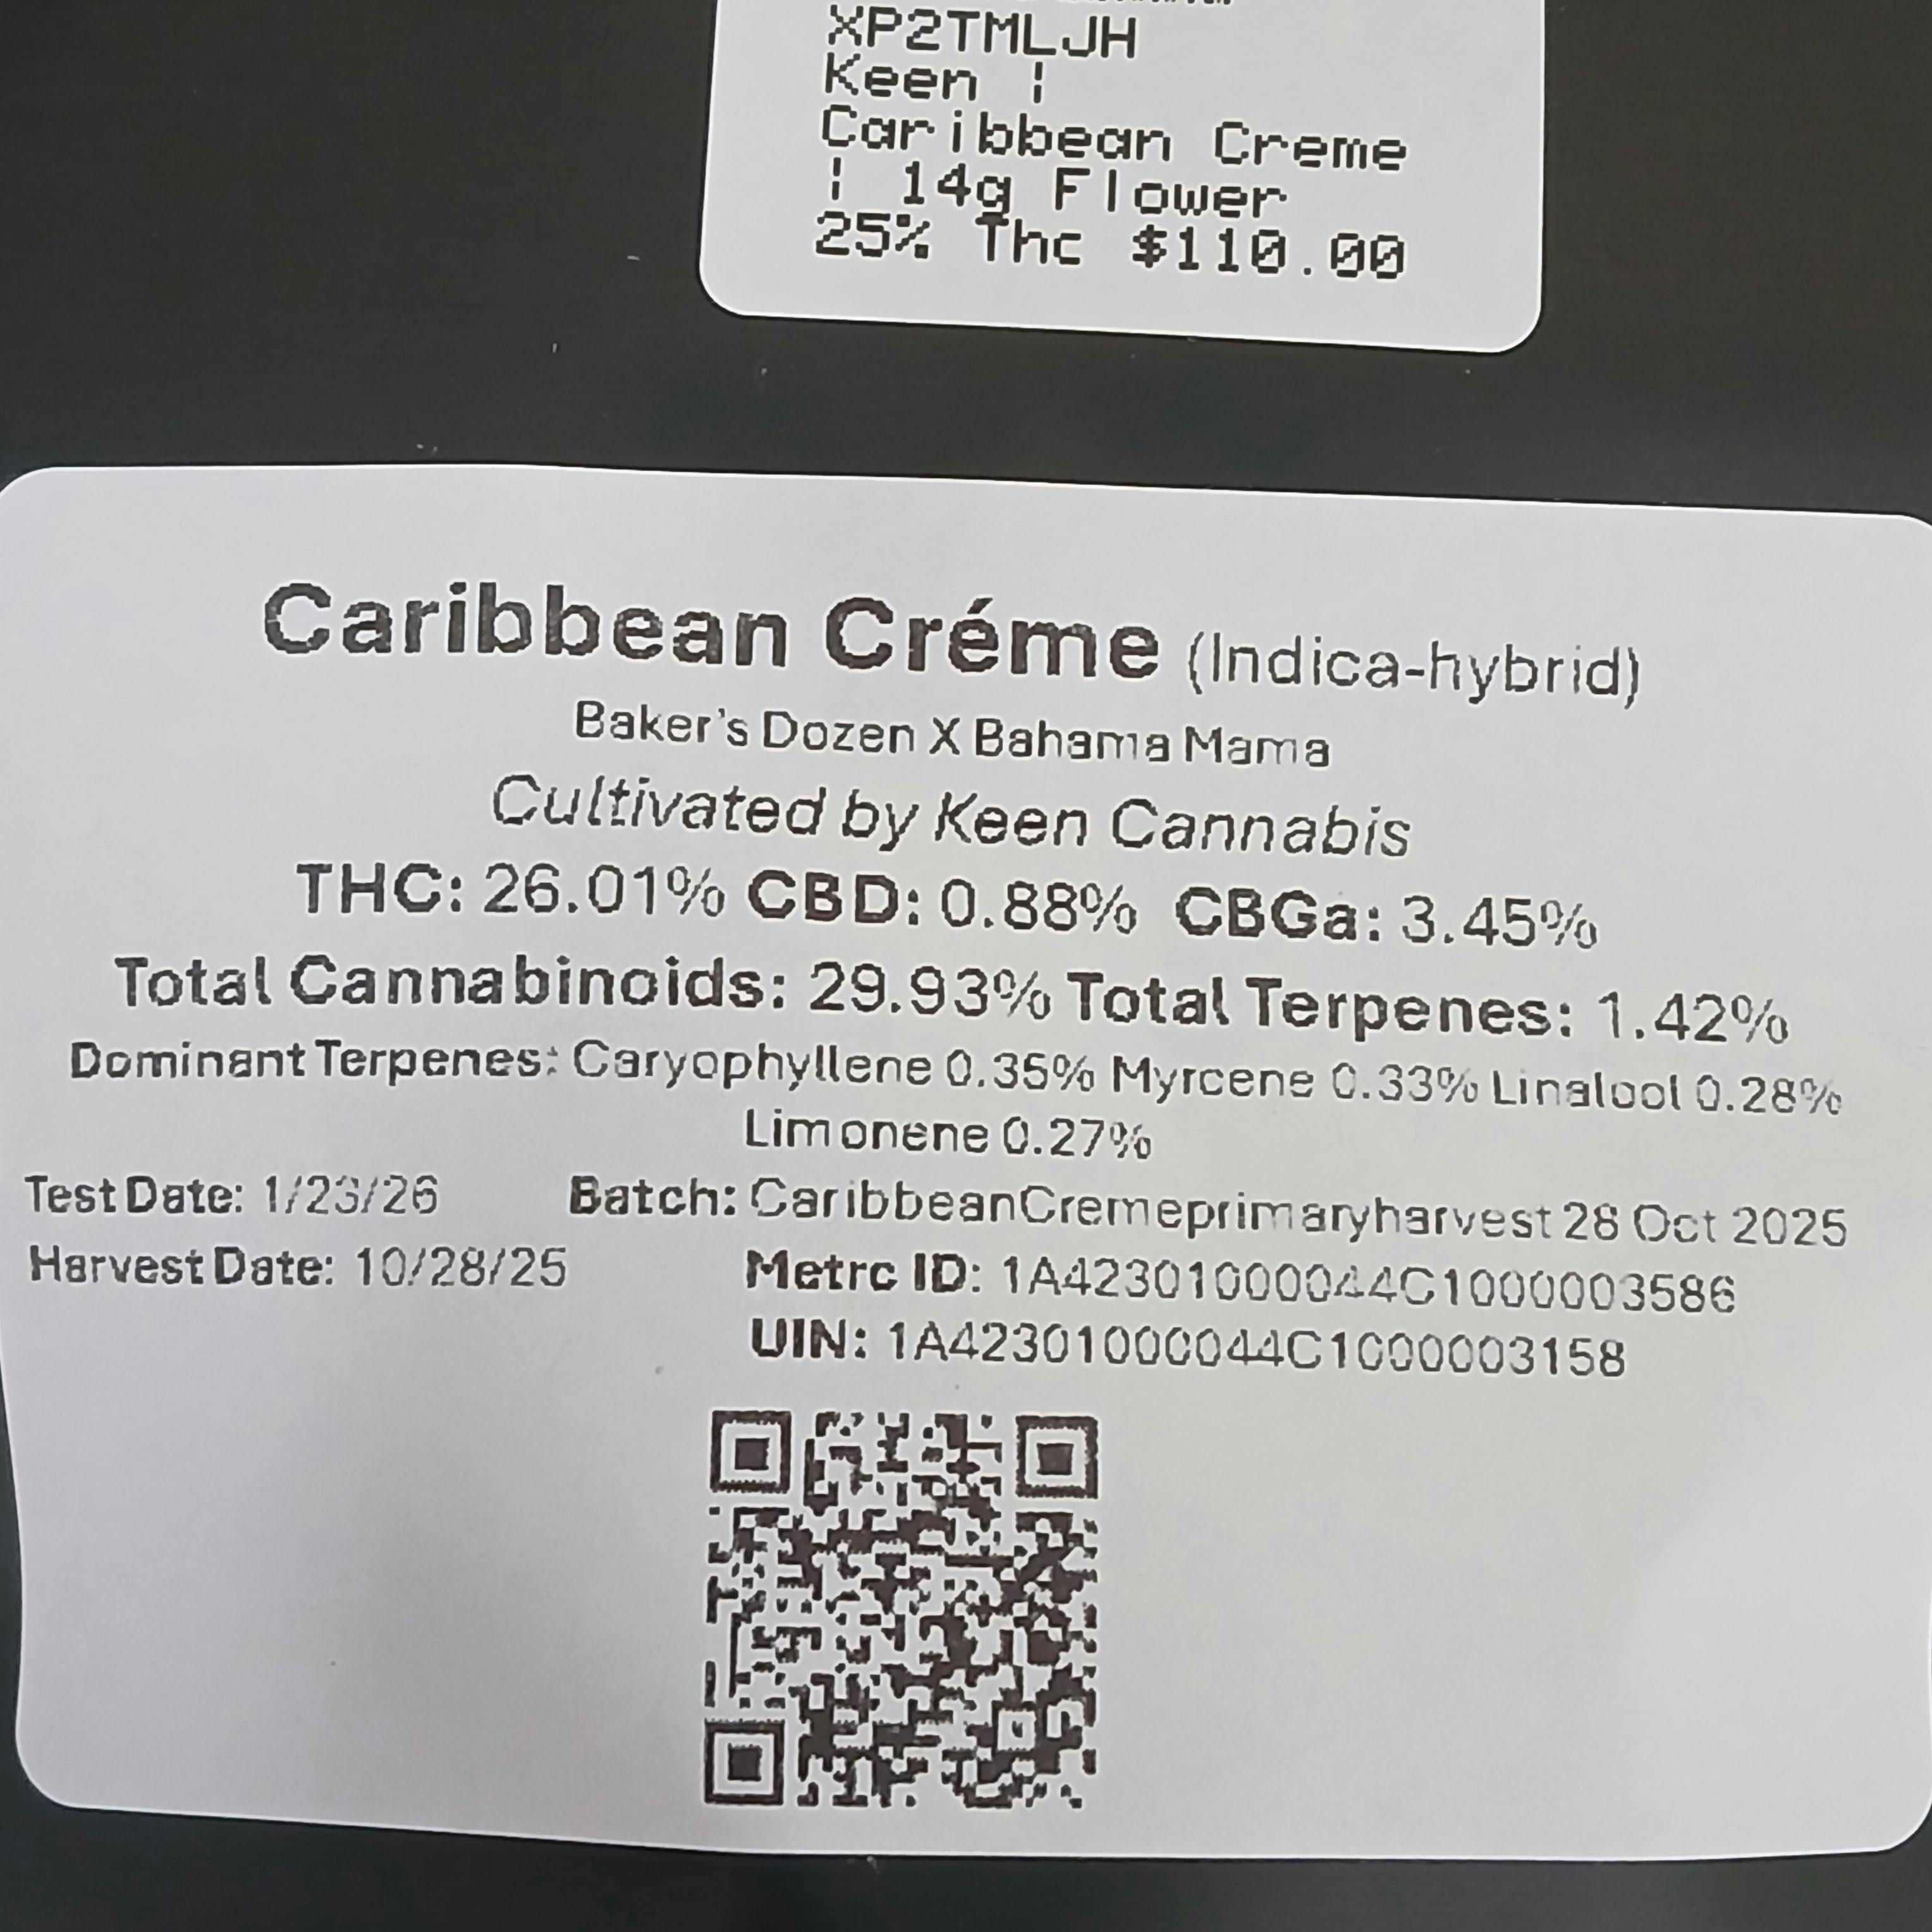 XP2TMLJH
Keen |
Caribbean Creme
| 14g Flower
25% Thc $110.00
Caribbean Créme (Indica-hybrid)
Baker's Dozen X Bahama Mama
Cultivated by Keen Cannabis
THC: 26.01% CBD: 0.88% CBGa: 3.45%
Total Cannabinoids: 29.93% Total Terpenes: 1.42%
Dominant Terpenes: Caryophyllene 0.35% Myrcene 0.33% Linalool 0.28%
Limonene 0.27%
Test Date: 1/23/26 Batch: CaribbeanCremeprimaryharvest 28 Oct 2025
Harvest Date: 10/28/25 Metrc ID: 1A42301000044C1000003586
UIN: 1A42301000044C1000003158